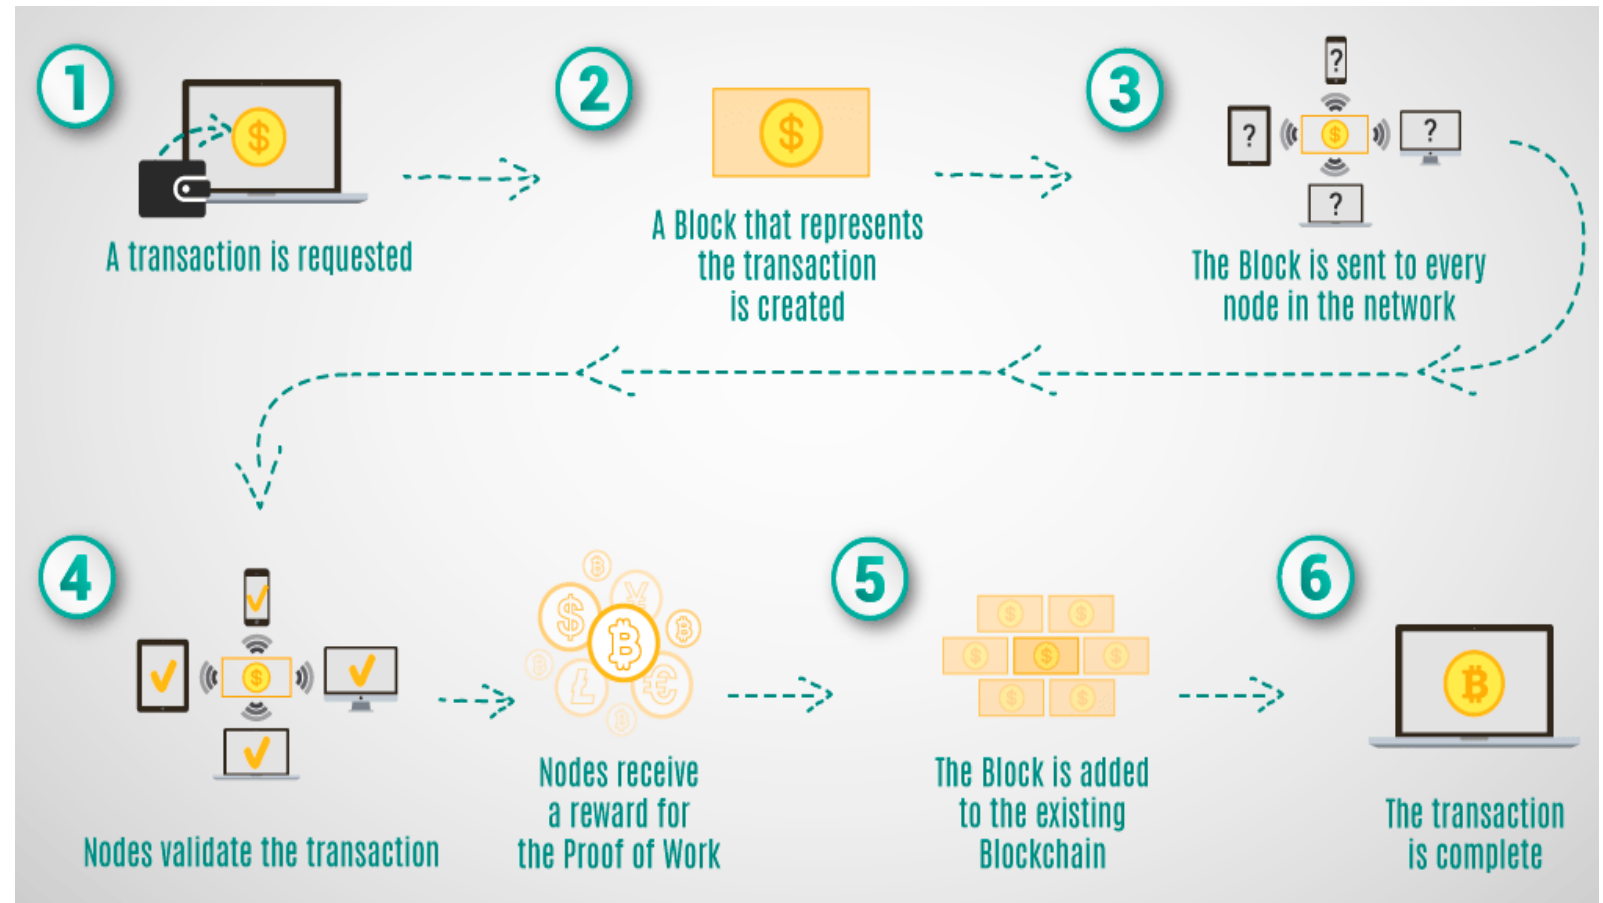 1
A transaction is requested
2
A Block that represents
the transaction
is created
3
?
?
?
?
The Block is sent to every
node in the network
4
Nodes validate the transaction
Nodes receive
a reward for
the Proof of Work
5
The Block is added
to the existing
Blockchain
6
The transaction
is complete